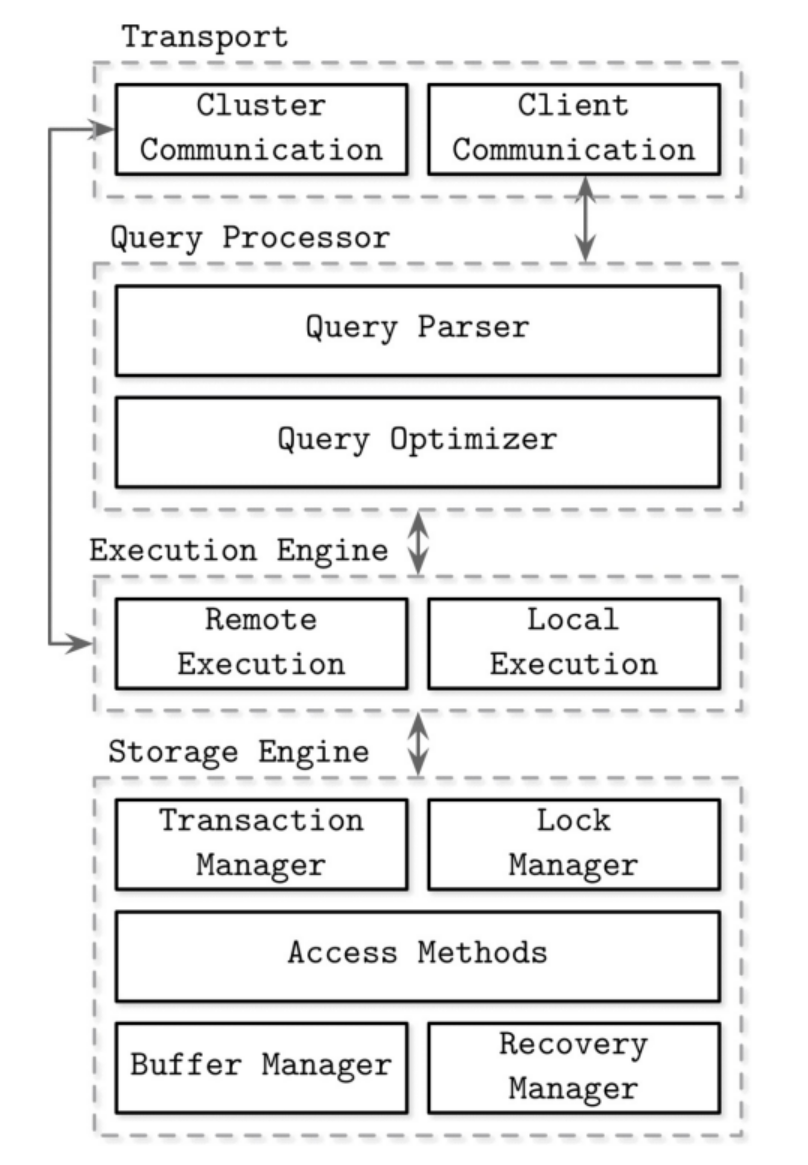 Transport
Cluster
Communication
Client
Communication
Query Processor
Query Parser
Query Optimizer
Execution Engine
Remote
Execution
Local
Execution
Storage Engine
Transaction
Manager
Lock
Manager
Access Methods
Buffer Manager
Recovery
Manager